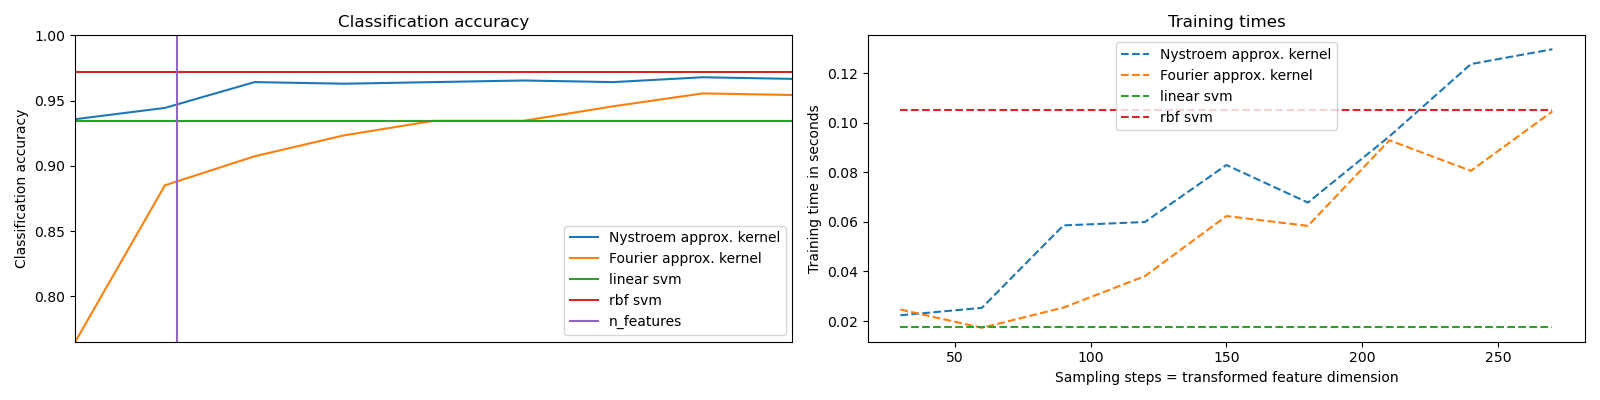 Classification accuracy
1.00
0.95
0.90
0.85
0.80
Classification accuracy
Nystroem approx. kernel
Fourier approx. kernel
linear svm
rbf svm
n_features
Training times
0.12
0.10
0.08
0.06
0.04
0.02
Training time in seconds
Nystroem approx. kernel
Fourier approx. kernel
linear svm
rbf svm
50
100
150
200
250
Sampling steps = transformed feature dimension